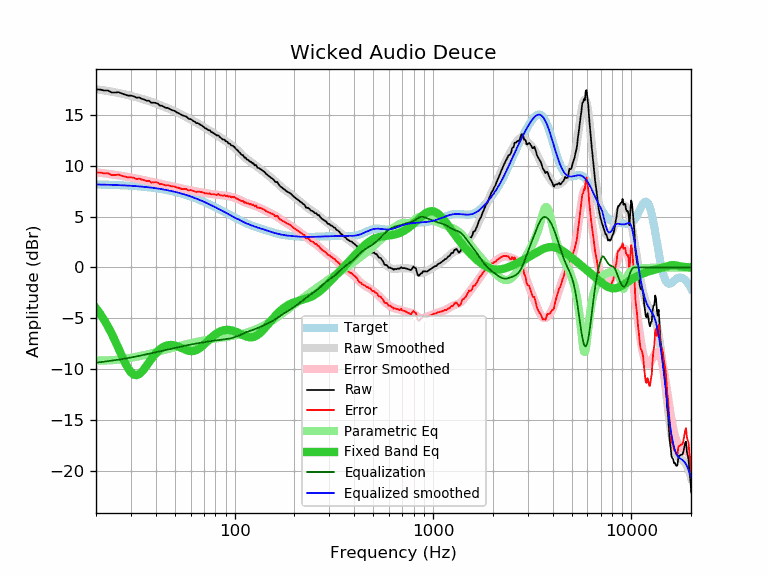 Wicked Audio Deuce
Amplitude (dBr)
15
10
5
0
−5
−10
−15
−20
Target
Raw Smoothed
Error Smoothed
Raw
Error
Parametric Eq
Fixed Band Eq
Equalization
Equalized smoothed
100 1000 10000
Frequency (Hz)